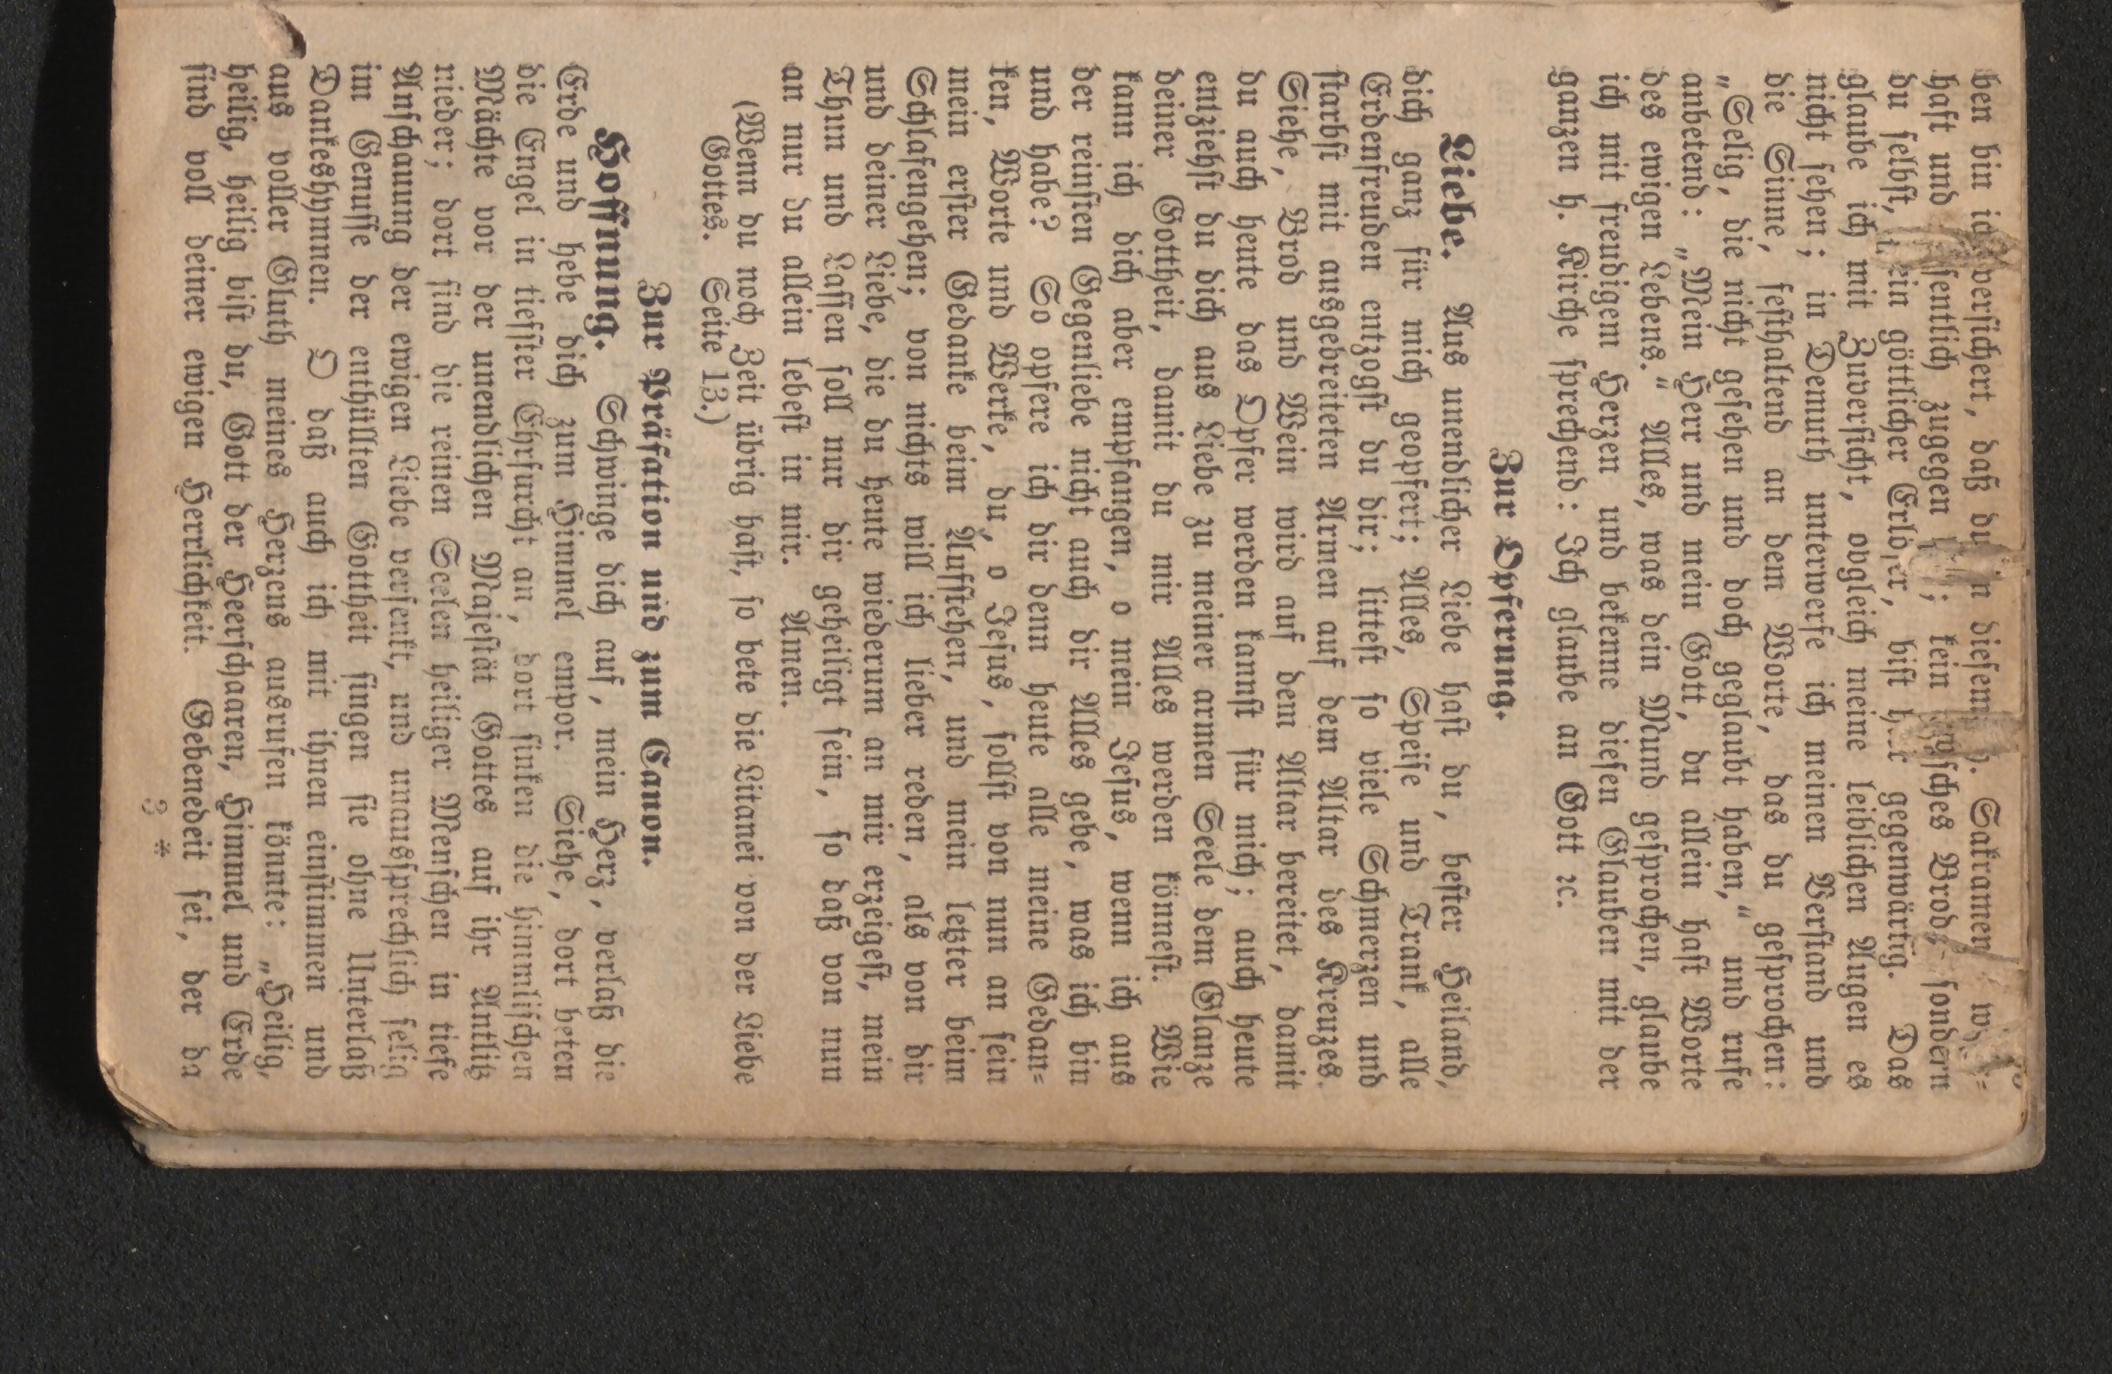 ben bin ich versichert, daß du in diesem h. Sakrament
haft und wesentlich zugegen; kein irdisches Brod, sondern
du selbst, ein göttlicher Erlöser, bist hier gegenwärtig. Das
glaube ich mit Zuversicht, obgleich meine leiblichen Augen es
nicht sehen; in Demuth unterwerfe ich meinen Verstand und
die Sinne, festhaltend an dem Worte, das du gesprochen:
„Selig, die nicht gesehen und doch geglaubt haben,“ und rufe
anbetend: „Mein Herr und mein Gott, du allein hast Worte
des ewigen Lebens.“ Alles, was dein Mund gesprochen, glaube
ich mit freudigem Herzen und bekenne diesen Glauben mit der
ganzen h. Kirche sprechend: Ich glaube an Gott ꝛc.
Zur Opferung.
Liebe. Aus unendlicher Liebe hast du, bester Heiland,
dich ganz für mich geopfert; Alles, Speise und Trank, alle
Erdenfreuden entzogst du dir; littest so viele Schmerzen und
starbst mit ausgebreiteten Armen auf dem Altar des Kreuzes.
Siehe, Brod und Wein wird auf dem Altar bereitet, damit
du auch heute das Opfer werden kannst für mich; auch heute
entziehst du dich aus Liebe zu meiner armen Seele dem Glanze
deiner Gottheit, damit du mir Alles werden könnest. Wie
kann ich dich aber empfangen, o mein Jesus, wenn ich aus
der reinsten Gegenliebe nicht auch dir Alles gebe, was ich bin
und habe? So opfere ich dir denn heute alle meine Gedan=
ken, Worte und Werke, du, o Jesus, sollst von nun an sein
mein erster Gedanke beim Aufstehen, und mein letzter beim
Schlafengehen; von nichts will ich lieber reden, als von dir
und deiner Liebe, die du heute wiederum an mir erzeigest, mein
Thun und Lassen soll nur dir geheiligt sein, so daß von nun
an nur du allein lebest in mir. Amen.
(Wenn du noch Zeit übrig hast, so bete die Litanei von der Liebe
Gottes. Seite 13.)
Zur Präfation und zum Canon.
Hoffnung. Schwinge dich auf, mein Herz, verlaß die
Erde und hebe dich zum Himmel empor. Siehe, dort beten
die Engel in tiefster Ehrfurcht an, dort sinken die himmlischen
Mächte vor der unendlichen Majestät Gottes auf ihr Antlitz
nieder; dort sind die reinen Seelen heiliger Menschen in tiefe
Anschauung der ewigen Liebe versenkt, und unaussprechlich selig
im Genusse der enthüllten Gottheit singen sie ohne Unterlaß
Dankeshymnen. O daß auch ich mit ihnen einstimmen und
aus voller Gluth meines Herzens ausrufen könnte: „Heilig,
heilig, heilig bist du, Gott der Heerschaaren, Himmel und Erde
sind voll deiner ewigen Herrlichkeit. Gebenedeit sei, der da
3 *